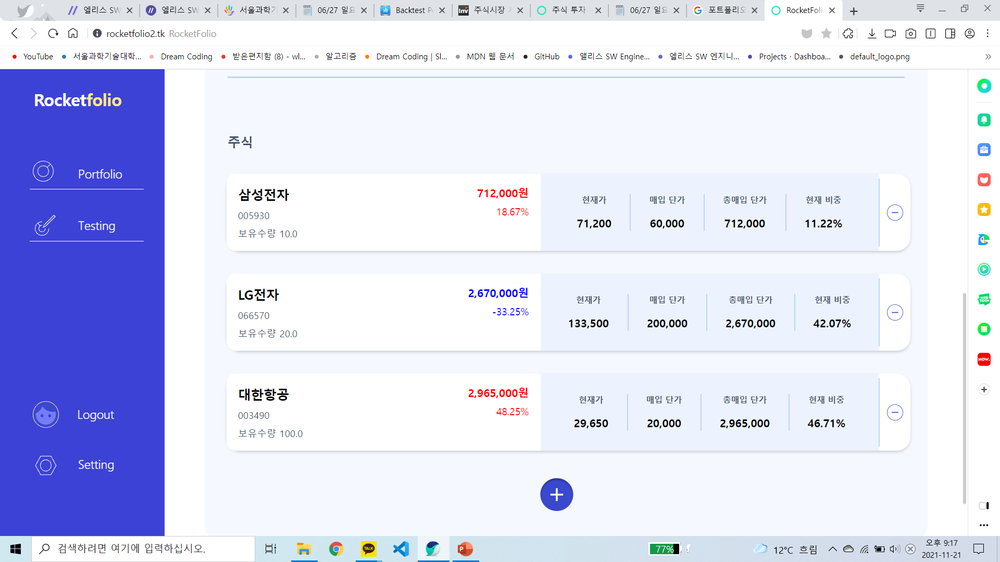 엘리스 SW
엘리스 SW
서울과학기
06/27 일요
Backtest Po
주식시장 시
주식 투자
06/27 일요
포트폴리오
RocketFolio
rocketfolio2.tk RocketFolio
YouTube
서울과학기술대학...
Dream Coding
받은편지함 (8) - wl...
알고리즘
Dream Coding | Sl...
MDN 웹 문서
GitHub
앨리스 SW Engine...
엘리스 SW 엔지니...
Projects · Dashboa...
default_logo.png
Rocketfolio
Portfolio
Testing
Logout
Setting
주식
삼성전자
005930
보유수량 10.0
712,000원
18.67%
현재가 매입 단가 총매입 단가 현재 비중
71,200 60,000 712,000 11.22%
LG전자
066570
보유수량 20.0
2,670,000원
-33.25%
현재가 매입 단가 총매입 단가 현재 비중
133,500 200,000 2,670,000 42.07%
대한항공
003490
보유수량 100.0
2,965,000원
48.25%
현재가 매입 단가 총매입 단가 현재 비중
29,650 20,000 2,965,000 46.71%
WEB
TOON
NOW.
검색하려면 여기에 입력하십시오.
TALK
77%
12°C 흐림
오후 9:17
2021-11-21